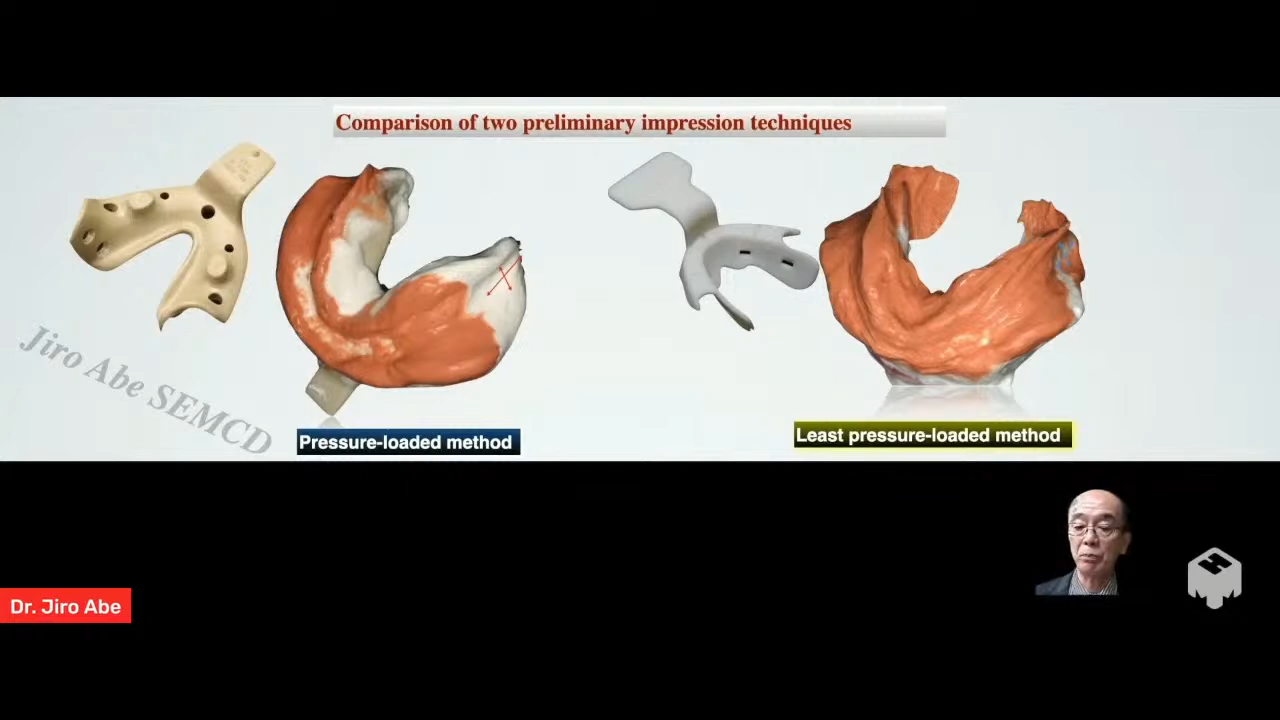 Comparison of two preliminary impression techniques
Jiro Abe SEMCD
Pressure-loaded method
Least pressure-loaded method
Dr. Jiro Abe